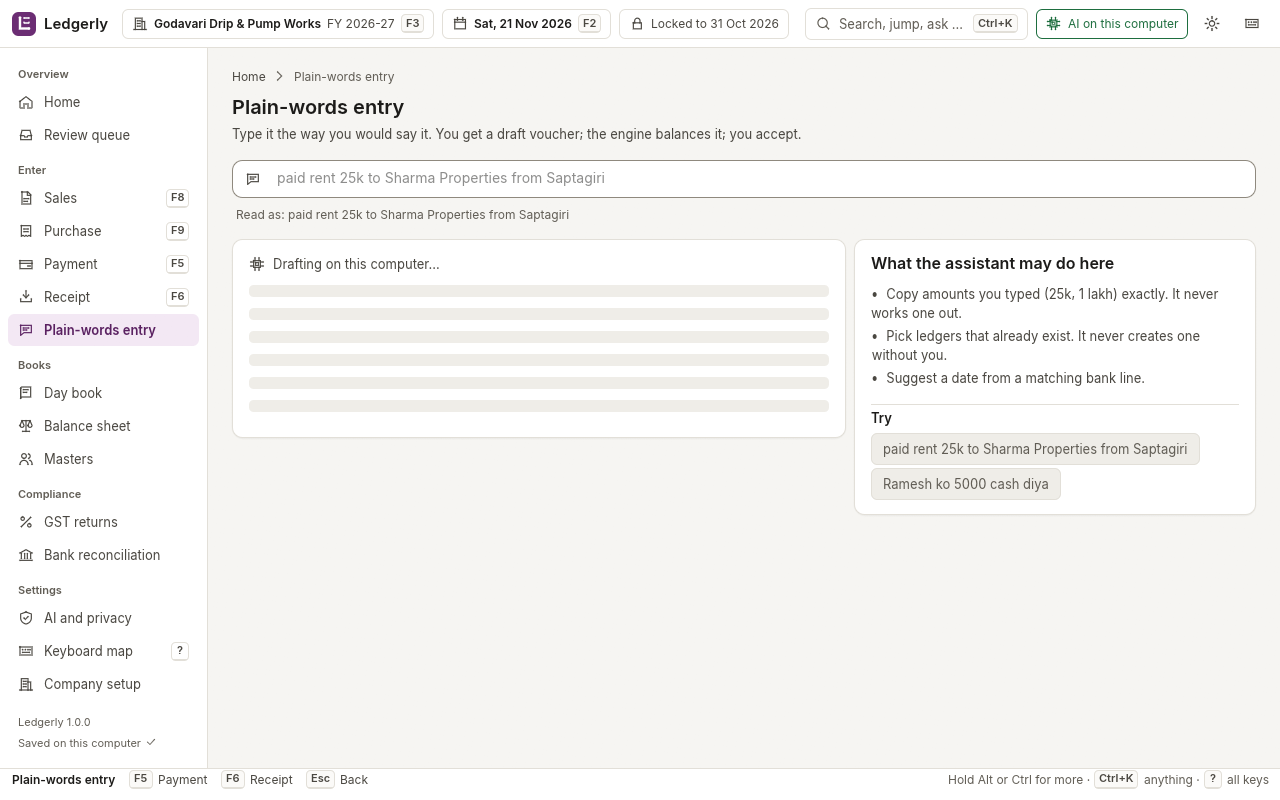 Ledgerly
Godavari Drip & Pump Works FY 2026-27 F3
Sat, 21 Nov 2026 F2
Locked to 31 Oct 2026
Search, jump, ask ... Ctrl+K
AI on this computer
Overview
Home
Review queue
Enter
Sales F8
Purchase F9
Payment F5
Receipt F6
Plain-words entry
Books
Day book
Balance sheet
Masters
Compliance
GST returns
Bank reconciliation
Settings
AI and privacy
Keyboard map ?
Company setup
Ledgerly 1.0.0
Saved on this computer
Home Plain-words entry
Plain-words entry
Type it the way you would say it. You get a draft voucher; the engine balances it; you accept.
paid rent 25k to Sharma Properties from Saptagiri
Read as: paid rent 25k to Sharma Properties from Saptagiri
Drafting on this computer...
What the assistant may do here
• Copy amounts you typed (25k, 1 lakh) exactly. It never
works one out.
• Pick ledgers that already exist. It never creates one
without you.
• Suggest a date from a matching bank line.
Try
paid rent 25k to Sharma Properties from Saptagiri
Ramesh ko 5000 cash diya
Plain-words entry F5 Payment F6 Receipt Esc Back
Hold Alt or Ctrl for more · Ctrl+K anything · ? all keys